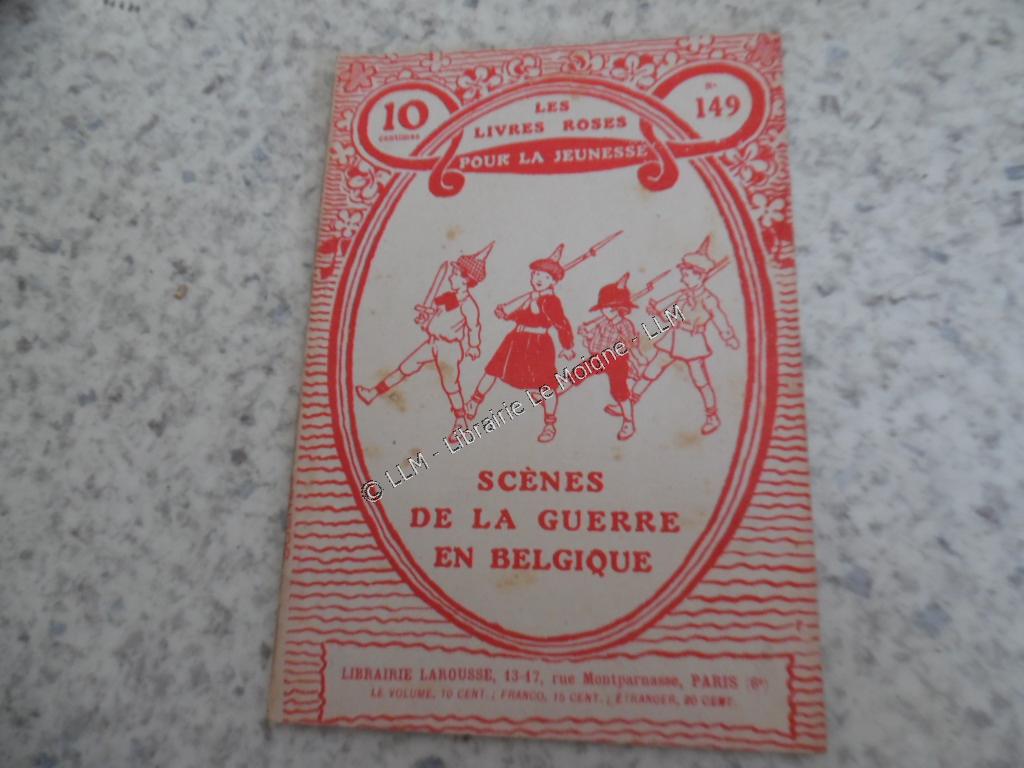 10
centimes
LES
LIVRES ROSES
POUR LA JEUNESSE
N°
149
© LLM - Librairie Le Moigne - LLM
SCÈNES
DE LA GUERRE
EN BELGIQUE
LIBRAIRIE LAROUSSE, 13-17, rue Montparnasse, PARIS (6e)
LE VOLUME, 10 CENT.; FRANCO, 15 CENT.; ÉTRANGER, 20 CENT.